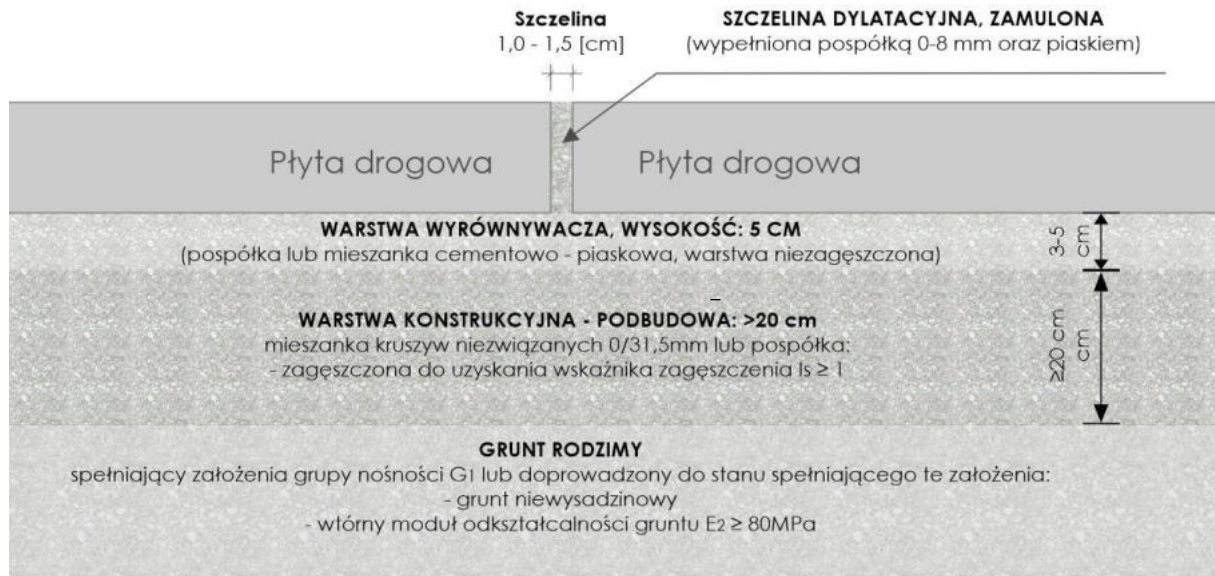 Szczelina
1,0 - 1,5 [cm]
SZCZELINA DYLATACYJNA, ZAMULONA
(wypełniona pospółką 0-8 mm oraz piaskiem)
Płyta drogowa
Płyta drogowa
WARSTWA WYRÓWNYWACZA, WYSOKOŚĆ: 5 CM
(pospółka lub mieszanka cementowo - piaskowa, warstwa niezagęszczona)
3-5
cm
WARSTWA KONSTRUKCYJNA - PODBUDOWA: >20 cm
mieszanka kruszyw niezwiązanych 0/31,5mm lub pospółka:
- zagęszczona do uzyskania wskaźnika zagęszczenia Is ≥ 1
≥20 cm
cm
GRUNT RODZIMY
spełniający założenia grupy nośności G1 lub doprowadzony do stanu spełniającego te założenia:
- grunt niewysadzinowy
- wtórny moduł odkształcalności gruntu E2 ≥ 80MPa